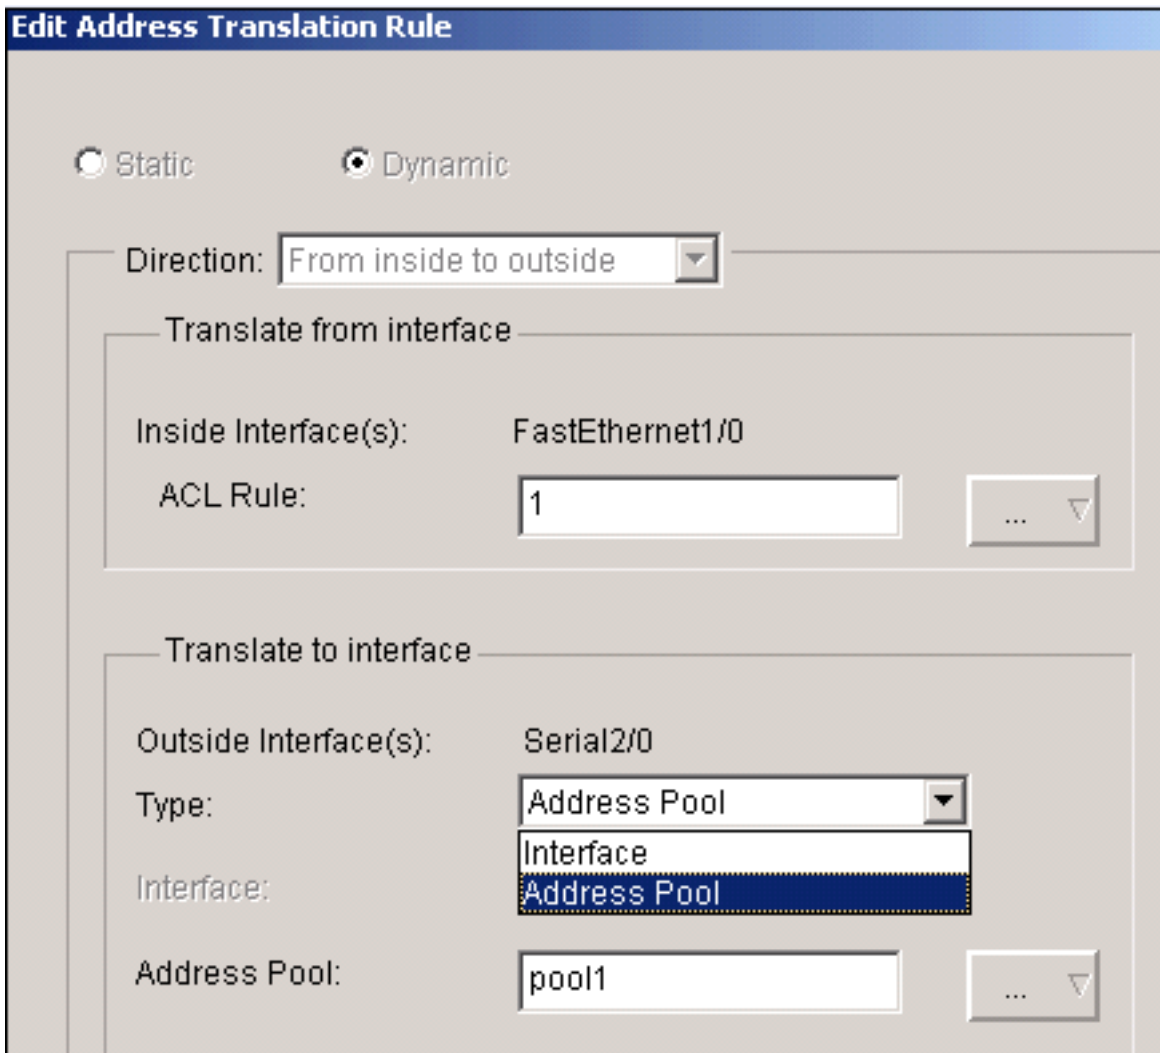 Edit Address Translation Rule
Static Dynamic
Direction: From inside to outside
Translate from interface
Inside Interface(s): FastEthernet1/0
ACL Rule: 1 ...
Translate to interface
Outside Interface(s): Serial2/0
Type: Address Pool
Interface
Address Pool
Interface:
Address Pool: pool1 ...